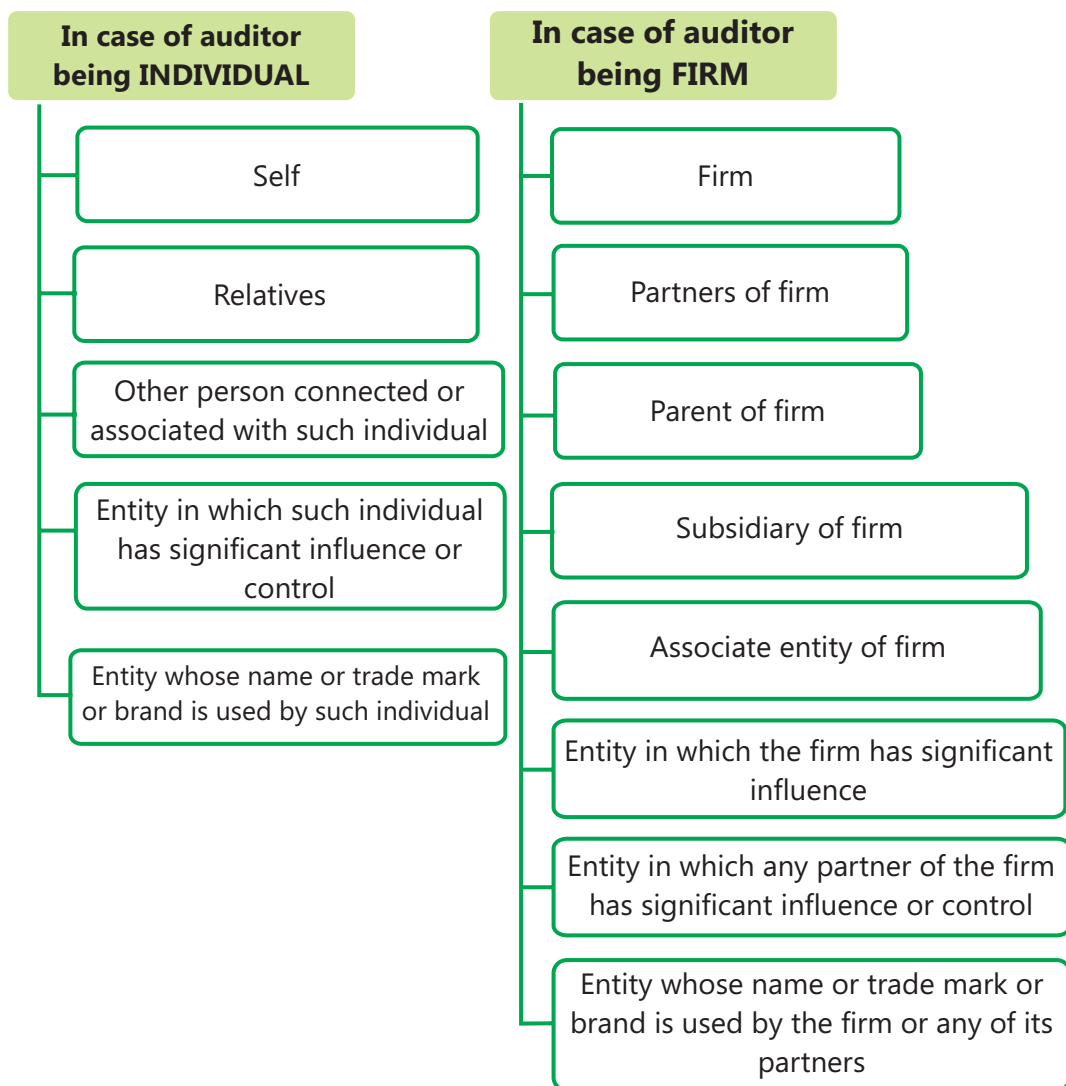 In case of auditor
being INDIVIDUAL
Self
Relatives
Other person connected or
associated with such individual
Entity in which such individual
has significant influence or
control
Entity whose name or trade mark
or brand is used by such individual
In case of auditor
being FIRM
Firm
Partners of firm
Parent of firm
Subsidiary of firm
Associate entity of firm
Entity in which the firm has significant
influence
Entity in which any partner of the firm
has significant influence or control
Entity whose name or trade mark or
brand is used by the firm or any of its
partners